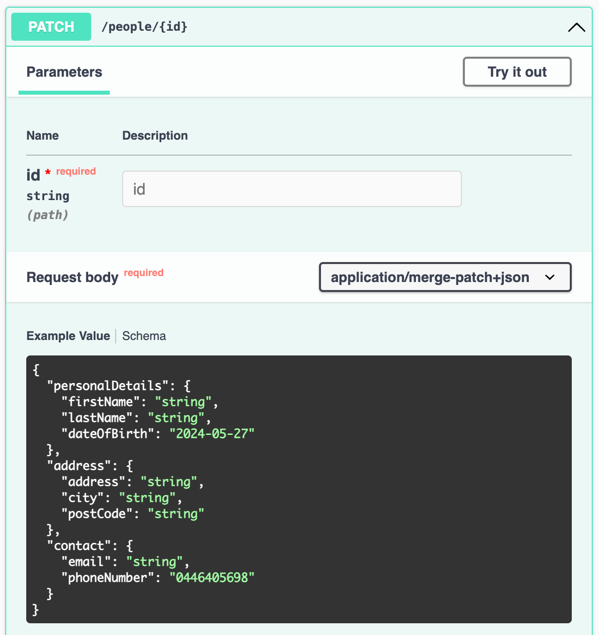 PATCH /people/{id}
Parameters Try it out
Name Description
id * required
string
(path)
id
Request body required application/merge-patch+json
Example Value Schema
{
  "personalDetails": {
    "firstName": "string",
    "lastName": "string",
    "dateOfBirth": "2024-05-27"
  },
  "address": {
    "address": "string",
    "city": "string",
    "postCode": "string"
  },
  "contact": {
    "email": "string",
    "phoneNumber": "0446405698"
  }
}